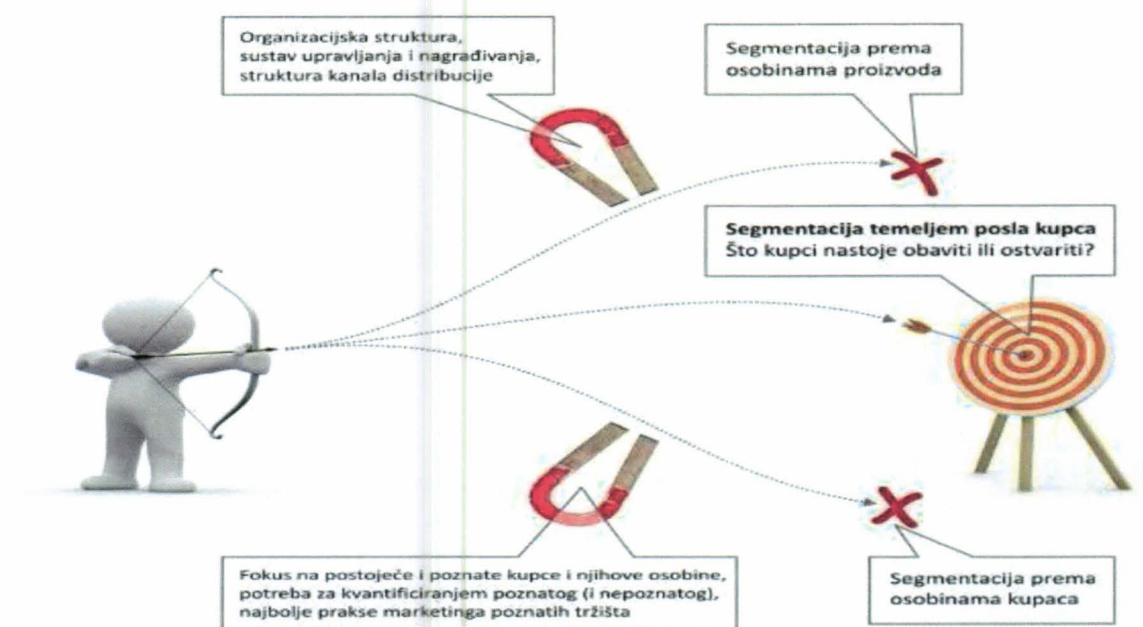 Organizacijska struktura,
sustav upravljanja i nagrađivanja,
struktura kanala distribucije
Segmentacija prema
osobinama proizvoda
Segmentacija temeljem posla kupca
Što kupci nastoje obaviti ili ostvariti?
Fokus na postojeće i poznate kupce i njihove osobine,
potreba za kvantificiranjem poznatog (i nepoznatog),
najbolje prakse marketinga poznatih tržišta
Segmentacija prema
osobinama kupaca